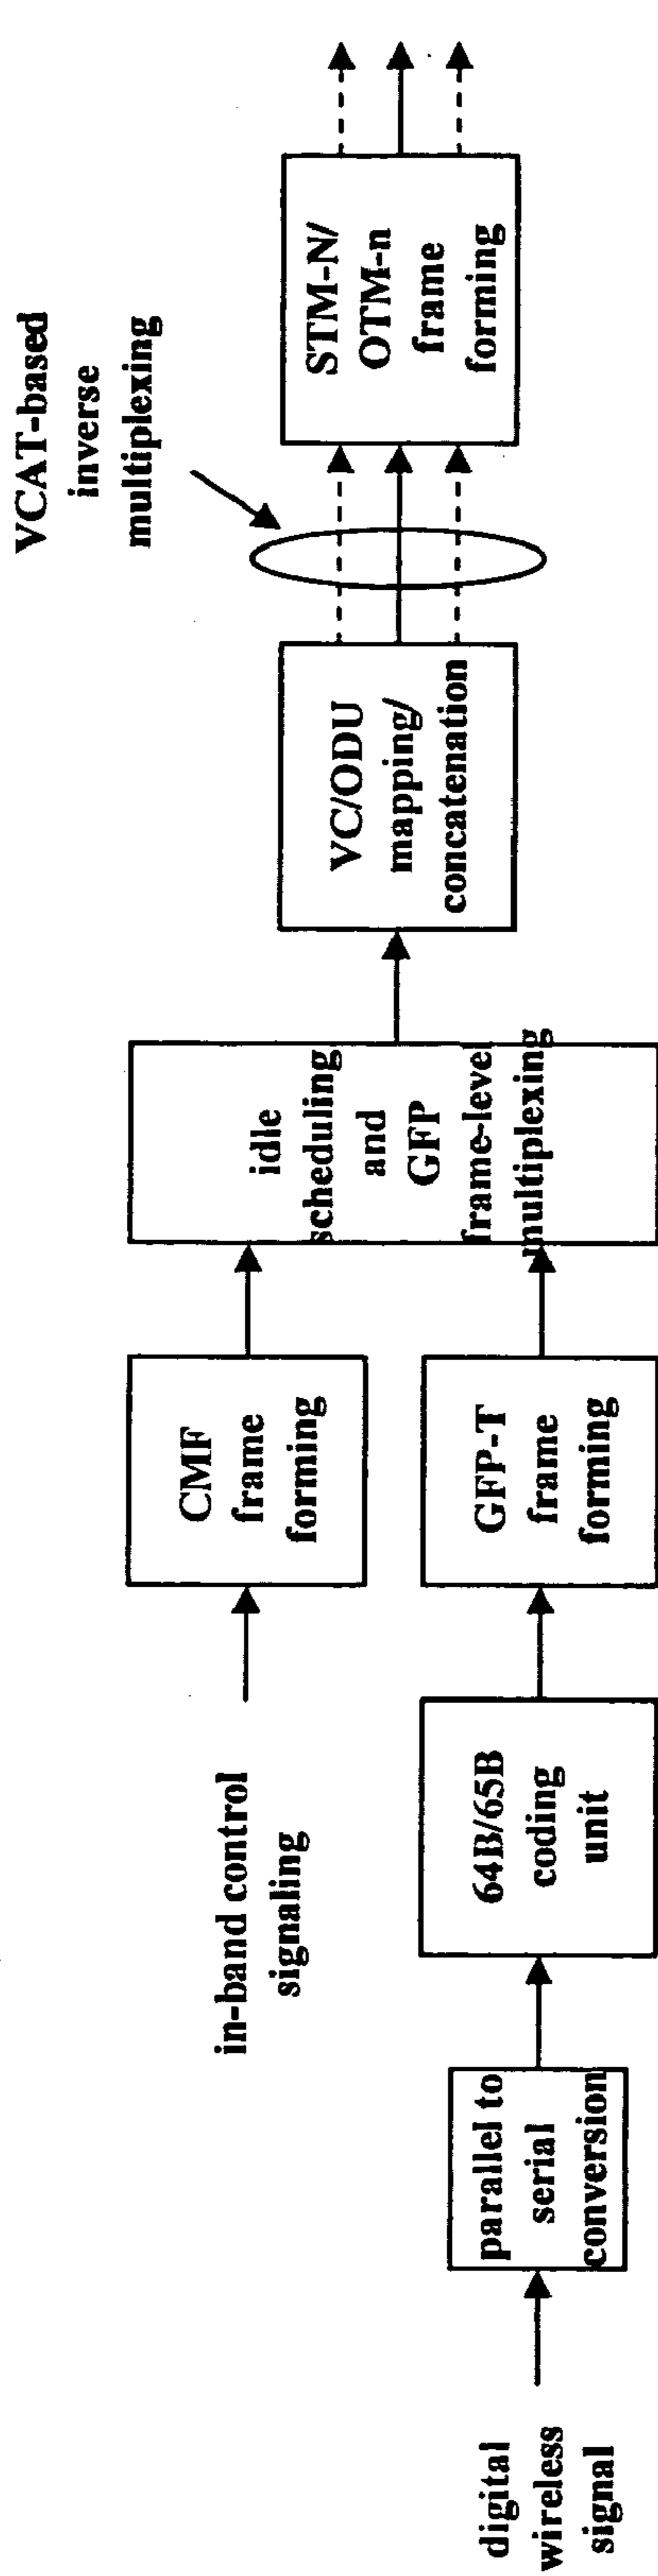 digital
wireless
signal
parallel to
serial
conversion
64B/65B
coding
unit
in-band control
signaling
GFP-T
frame
forming
CMF
frame
forming
idle
scheduling
and
GFP
frame-level
multiplexing
VC/ODU
mapping/
concatenation
VCAT-based
inverse
multiplexing
STM-N/
OTM-n
frame
forming